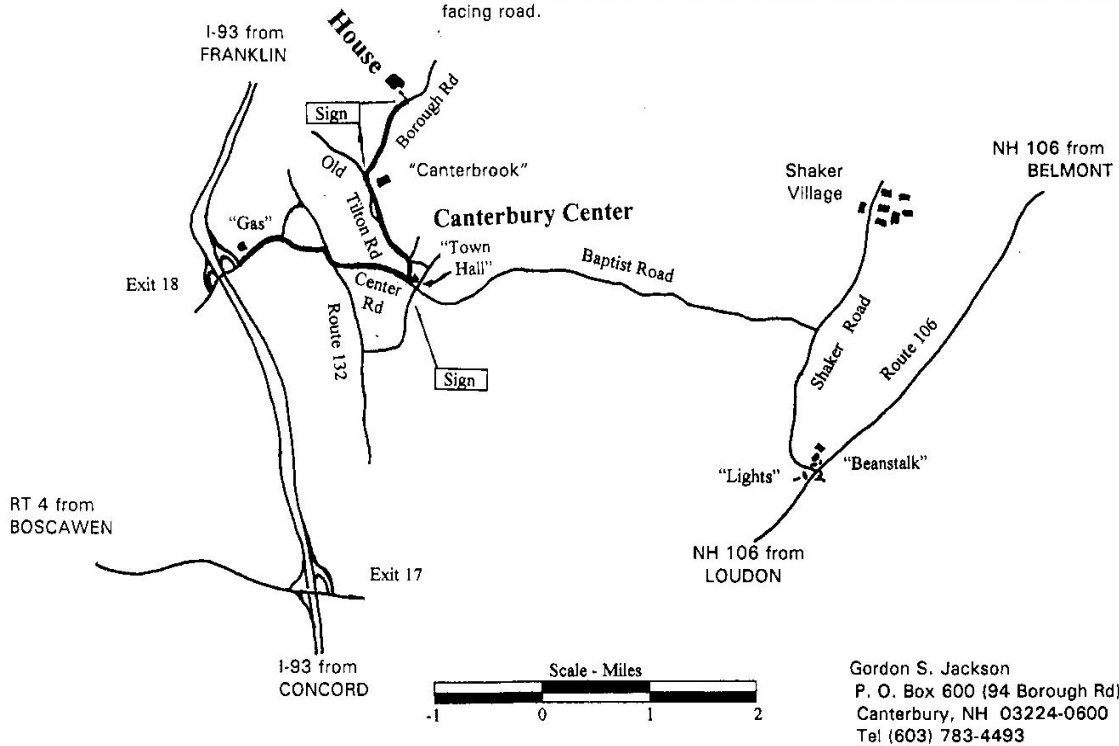 facing road.
I-93 from
FRANKLIN
House
Sign
Borough Rd
Old
Tilton Rd
"Canterbrook"
Canterbury Center
"Gas"
"Town
Hall"
Exit 18
Center
Rd
Route 132
Sign
Baptist Road
Shaker
Village
NH 106 from
BELMONT
Shaker Road
Route 106
"Lights"
"Beanstalk"
NH 106 from
LOUDON
RT 4 from
BOSCAWEN
Exit 17
I-93 from
CONCORD
Scale - Miles
-1 0 1 2
Gordon S. Jackson
P. O. Box 600 (94 Borough Rd)
Canterbury, NH 03224-0600
Tel (603) 783-4493